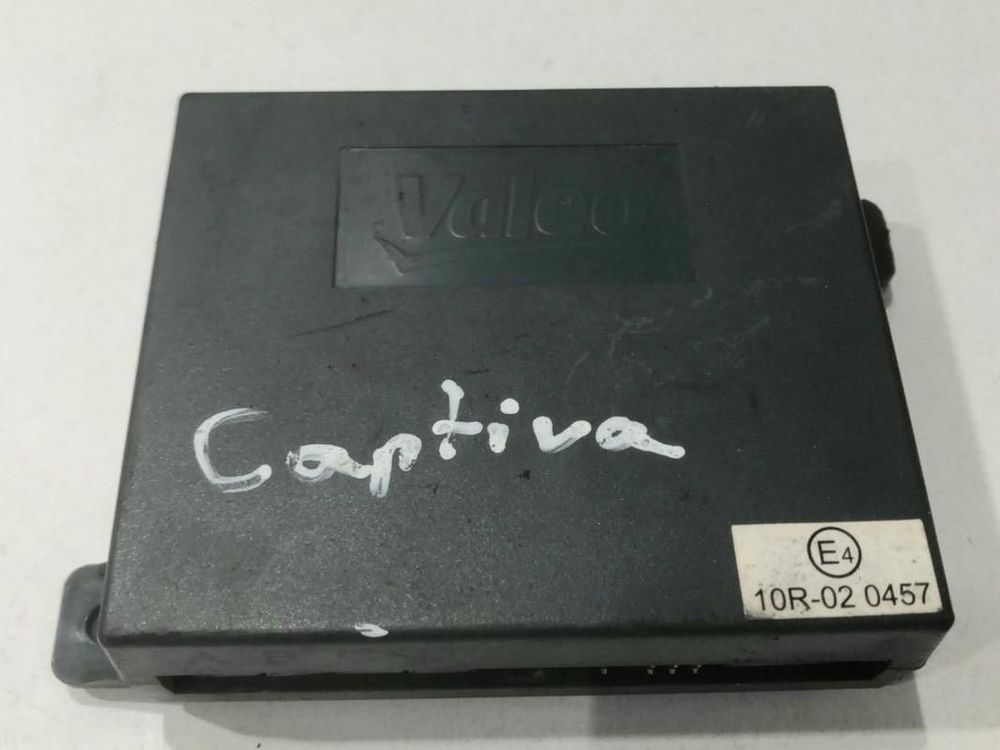 Valeo
Captiva
E4
10R-02 0457